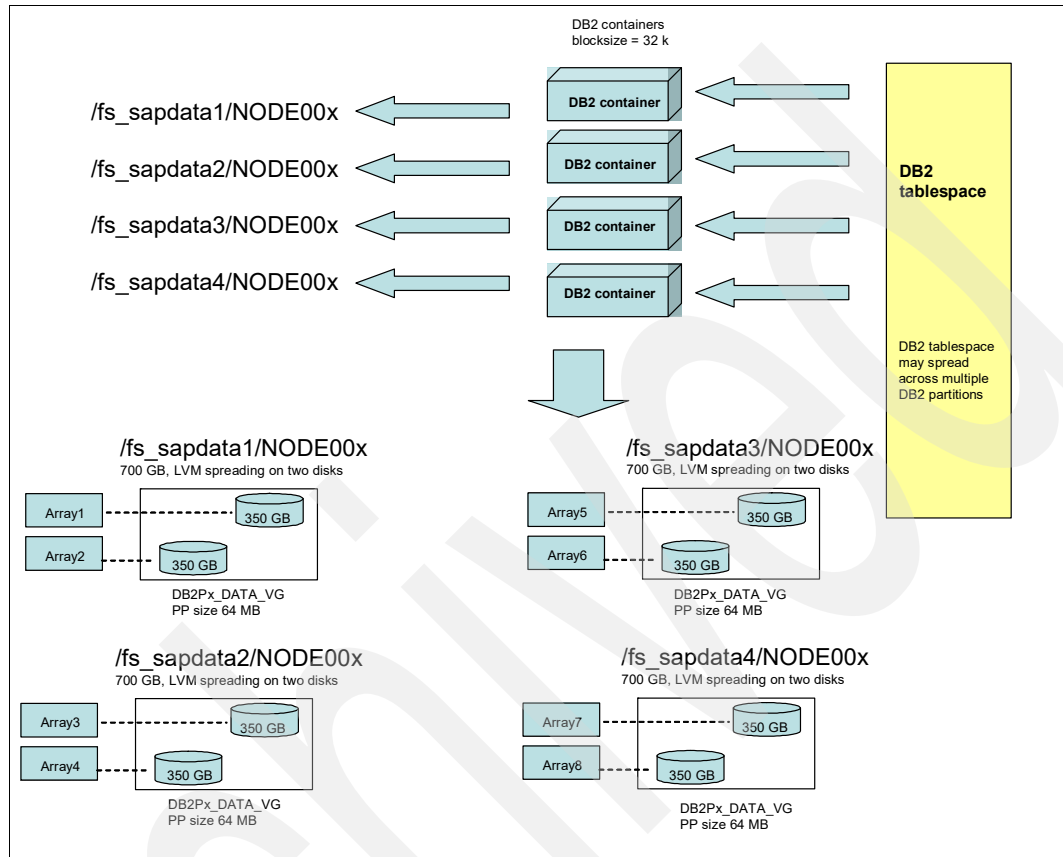 DB2 containers
blocksize = 32 k
/fs_sapdata1/NODE00x
DB2 container
/fs_sapdata2/NODE00x
DB2 container
/fs_sapdata3/NODE00x
DB2 container
/fs_sapdata4/NODE00x
DB2 container
DB2
tablespace
DB2 tablespace
may spread
across multiple
DB2 partitions
/fs_sapdata1/NODE00x
700 GB, LVM spreading on two disks
Array1
350 GB
Array2
350 GB
DB2Px_DATA_VG
PP size 64 MB
/fs_sapdata3/NODE00x
700 GB, LVM spreading on two disks
Array5
350 GB
Array6
350 GB
DB2Px_DATA_VG
PP size 64 MB
/fs_sapdata2/NODE00x
700 GB, LVM spreading on two disks
Array3
350 GB
Array4
350 GB
DB2Px_DATA_VG
PP size 64 MB
/fs_sapdata4/NODE00x
700 GB, LVM spreading on two disks
Array7
350 GB
Array8
350 GB
DB2Px_DATA_VG
PP size 64 MB